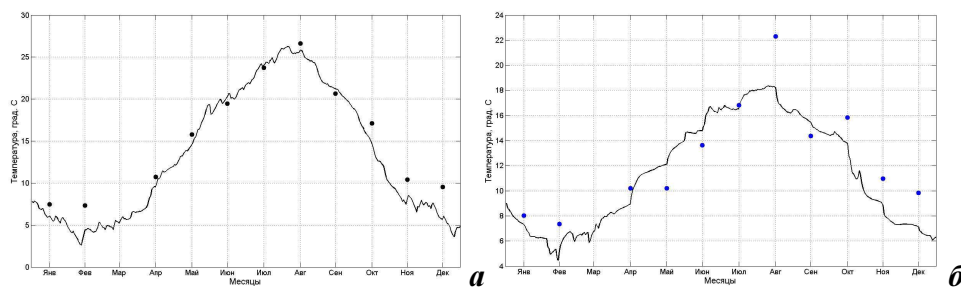 30
25
20
15
10
5
0
Температура, град. С
Янв Фев Мар Апр Май Июн Июл Авг Сен Окт Ноя Дек
Месяцы
а
24
22
20
18
16
14
12
10
8
6
4
Температура, град. С
Янв Фев Мар Апр Май Июн Июл Авг Сен Окт Ноя Дек
Месяцы
б